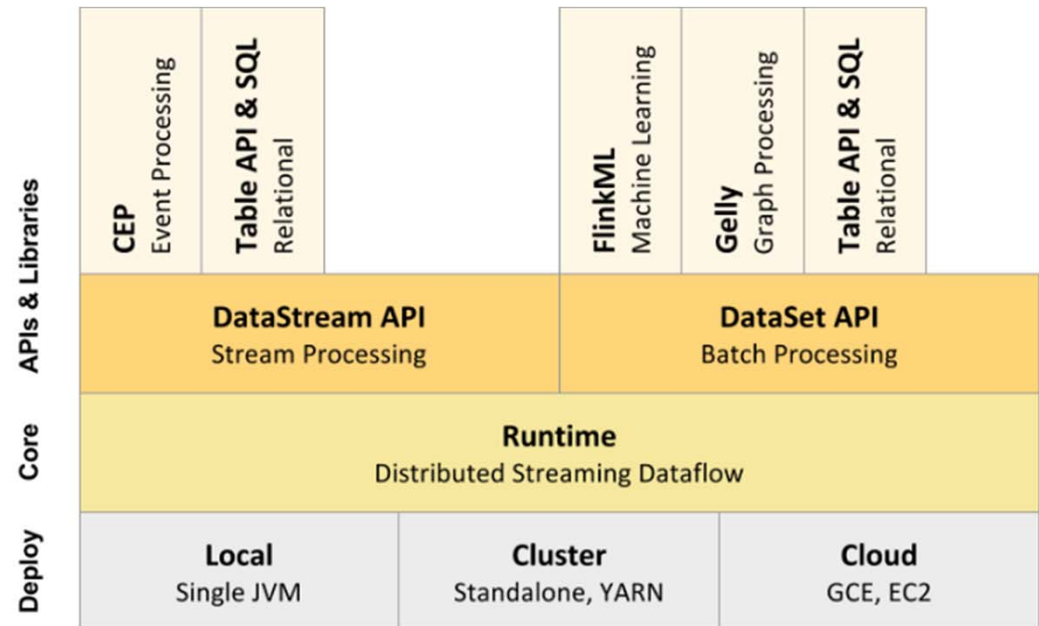 APIs & Libraries
CEP
Event Processing
Table API & SQL
Relational
FlinkML
Machine Learning
Gelly
Graph Processing
Table API & SQL
Relational
DataStream API
Stream Processing
DataSet API
Batch Processing
Core
Runtime
Distributed Streaming Dataflow
Deploy
Local
Single JVM
Cluster
Standalone, YARN
Cloud
GCE, EC2